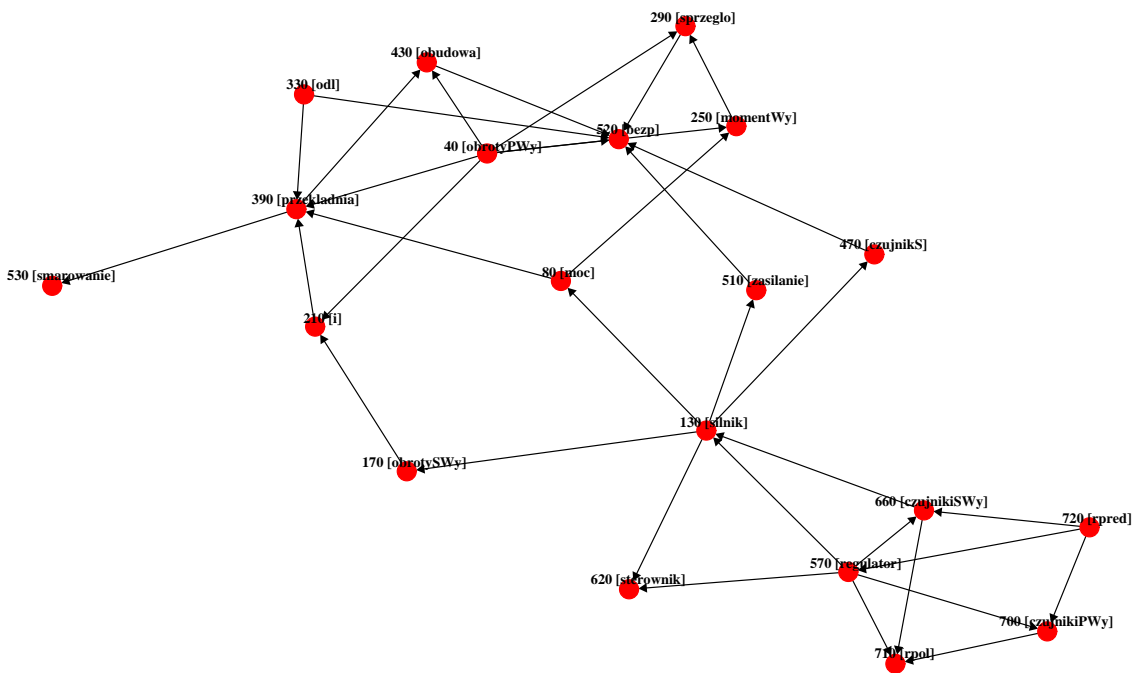 290 [sprzeglo]
430 [obudowa]
330 [odl]
250 [momentWy]
520 [bezp]
40 [obrotyPWy]
390 [przekladnia]
470 [czujnikS]
530 [smarowanie]
80 [moc]
510 [zasilanie]
210 [i]
130 [silnik]
170 [obrotySWy]
660 [czujnikiSWy]
720 [rpred]
570 [regulator]
620 [sterownik]
700 [czujnikiPWy]
710 [rpol]